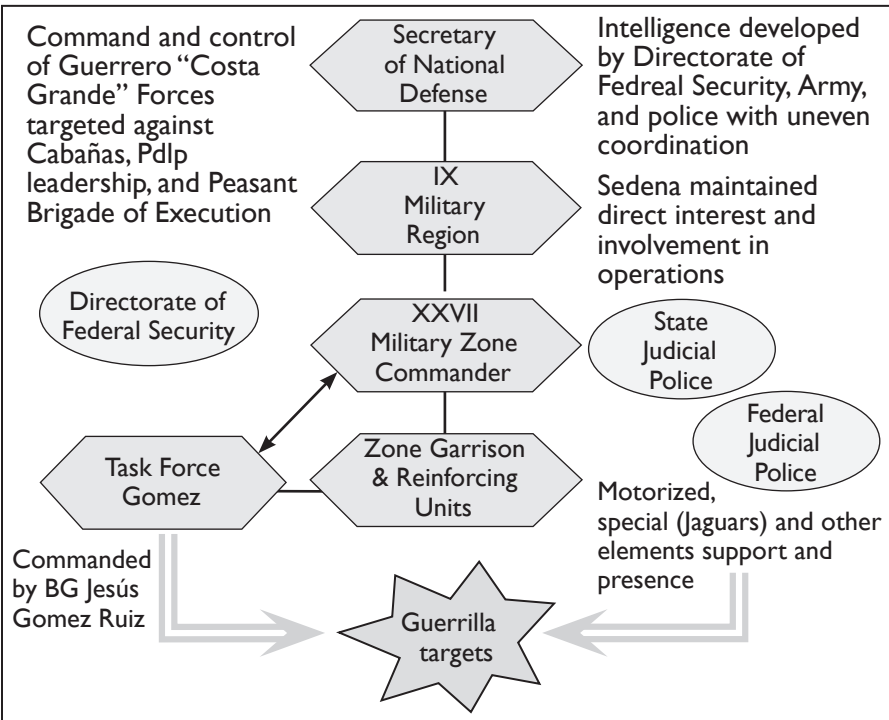 Command and control
of Guerrero “Costa
Grande” Forces
targeted against
Cabañas, Pdlp
leadership, and Peasant
Brigade of Execution
Secretary
of National
Defense
Intelligence developed
by Directorate of
Fedreal Security, Army,
and police with uneven
coordination
IX
Military
Region
Sedena maintained
direct interest and
involvement in
operations
Directorate of
Federal Security
XXVII
Military Zone
Commander
State
Judicial
Police
Federal
Judicial
Police
Task Force
Gomez
Zone Garrison
& Reinforcing
Units
Motorized,
special (Jaguars) and other
elements support and
presence
Commanded
by BG Jesús
Gomez Ruiz
Guerrilla
targets